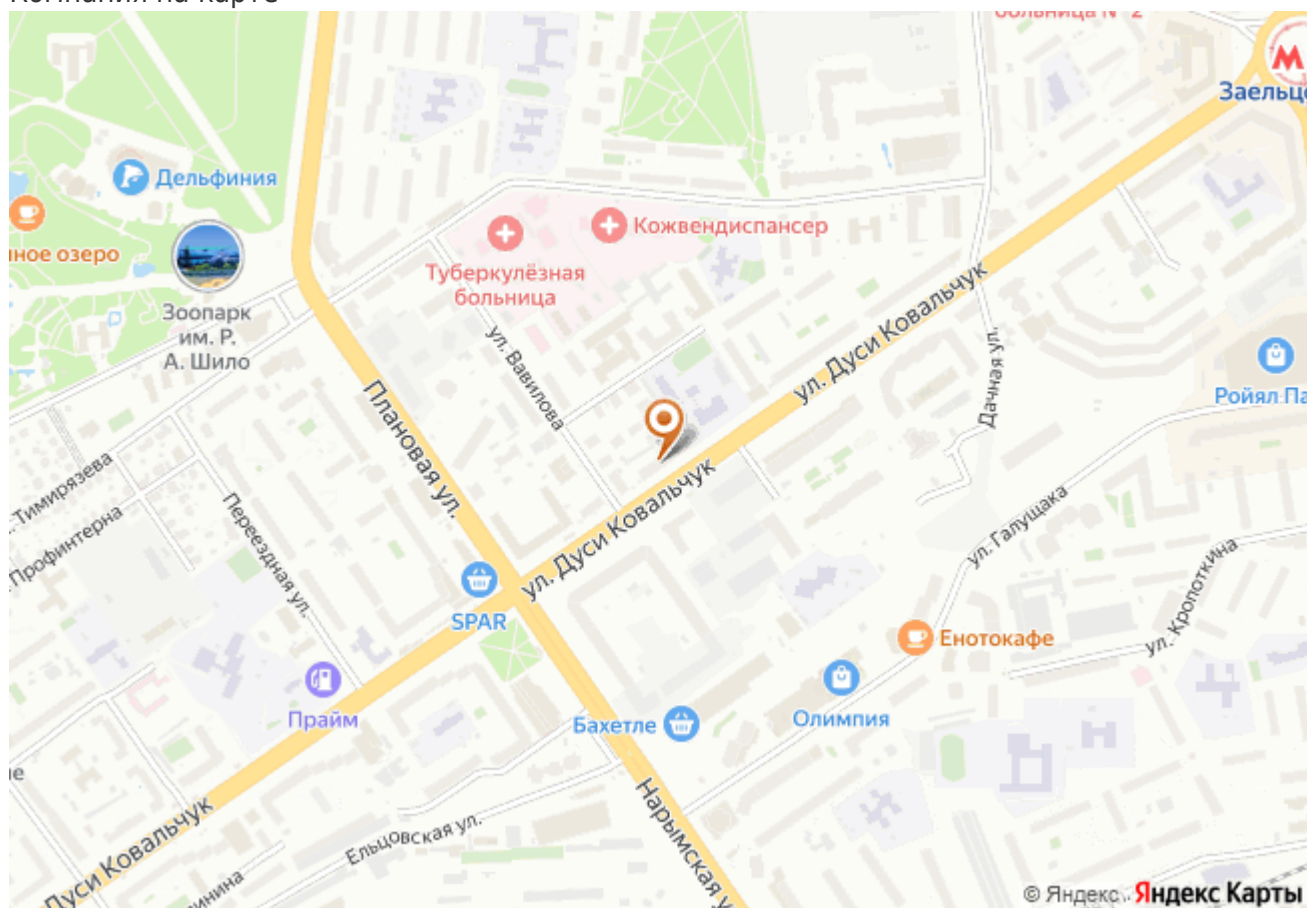 больница N 2
Заельцо
Дельфиния
ное озеро
Зоопарк
им. Р.
А. Шило
Кожвендиспансер
Туберкулёзная
больница
ул. Вавилова
ул. Дуси Ковальчук
Дачная ул.
Ройял Па
Плановая ул.
Тимирязева
Профинтерна
Переездная ул.
ул. Дуси Ковальчук
ул. Галущака
ул. Кропоткина
SPAR
Енотокафе
Прайм
Бахетле
Олимпия
Дуси Ковальчук
Ельцовская ул.
Нарымская у
© Яндекс Яндекс Карты